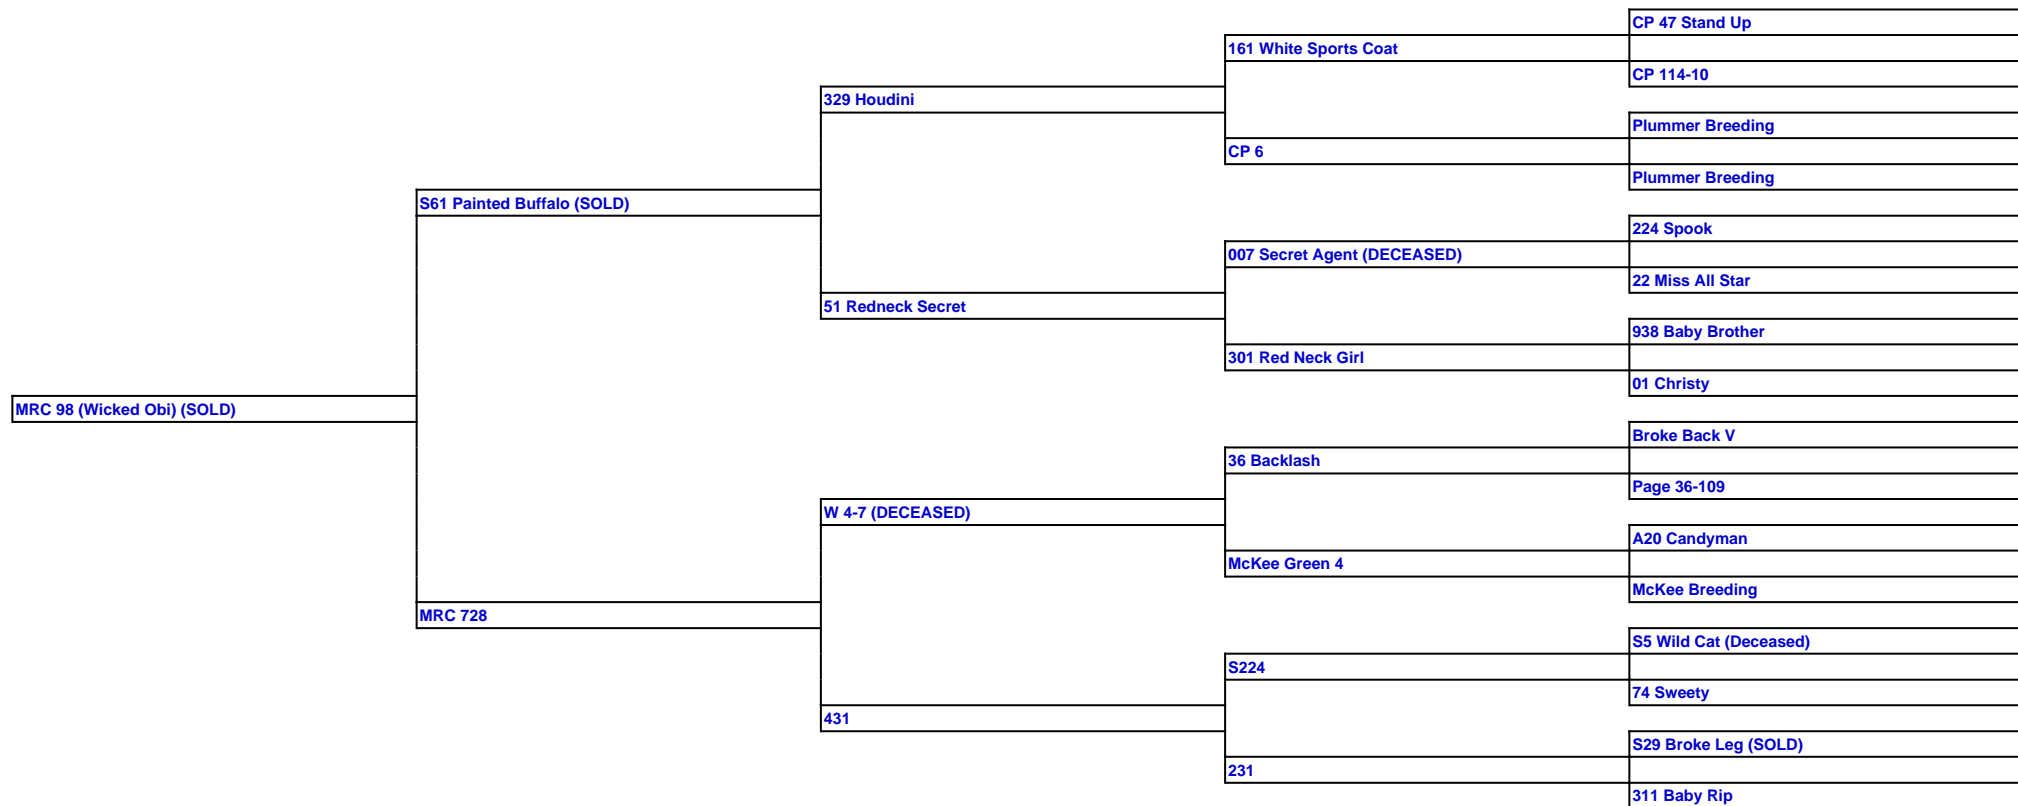 CP 47 Stand Up
161 White Sports Coat
CP 114-10
329 Houdini
Plummer Breeding
CP 6
Plummer Breeding
S61 Painted Buffalo (SOLD)
224 Spook
007 Secret Agent (DECEASED)
22 Miss All Star
51 Redneck Secret
938 Baby Brother
301 Red Neck Girl
01 Christy
MRC 98 (Wicked Obi) (SOLD)
Broke Back V
36 Backlash
Page 36-109
W 4-7 (DECEASED)
A20 Candyman
McKee Green 4
McKee Breeding
MRC 728
S5 Wild Cat (Deceased)
S224
74 Sweety
431
S29 Broke Leg (SOLD)
231
311 Baby Rip